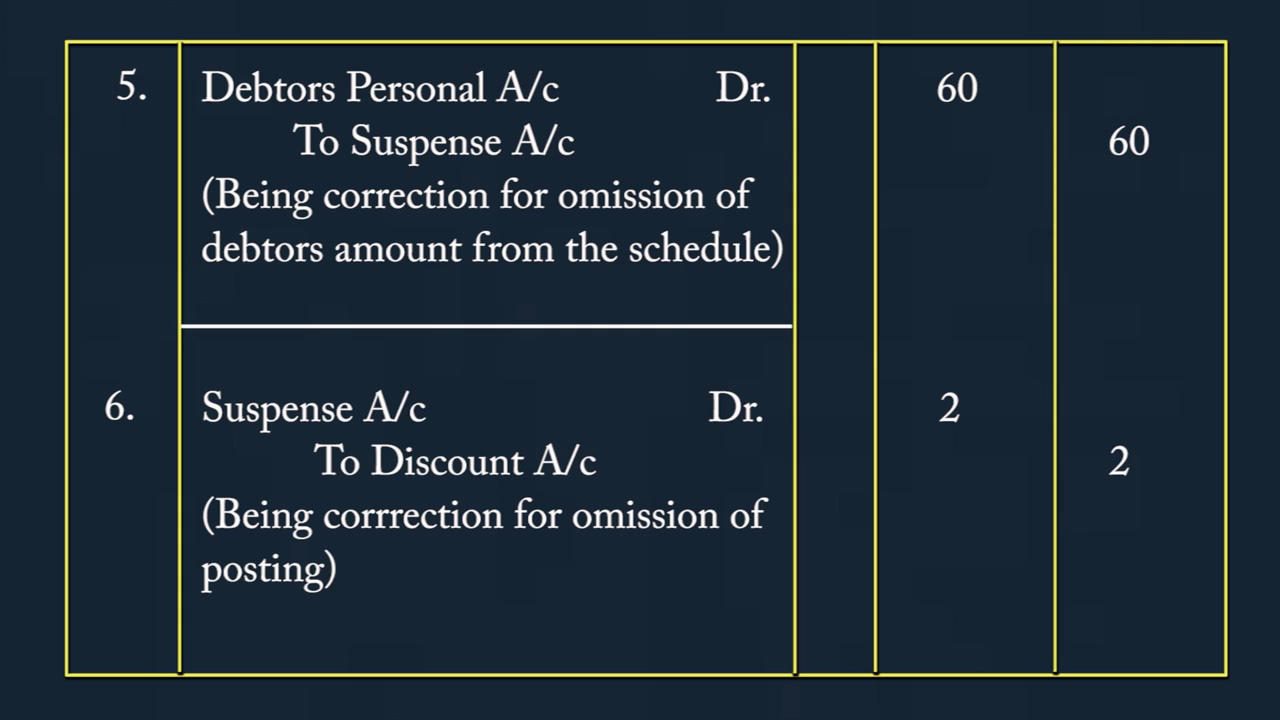 5. Debtors Personal A/c Dr. 60
To Suspense A/c 60
(Being correction for omission of
debtors amount from the schedule)
6. Suspense A/c Dr. 2
To Discount A/c 2
(Being corrrection for omission of
posting)